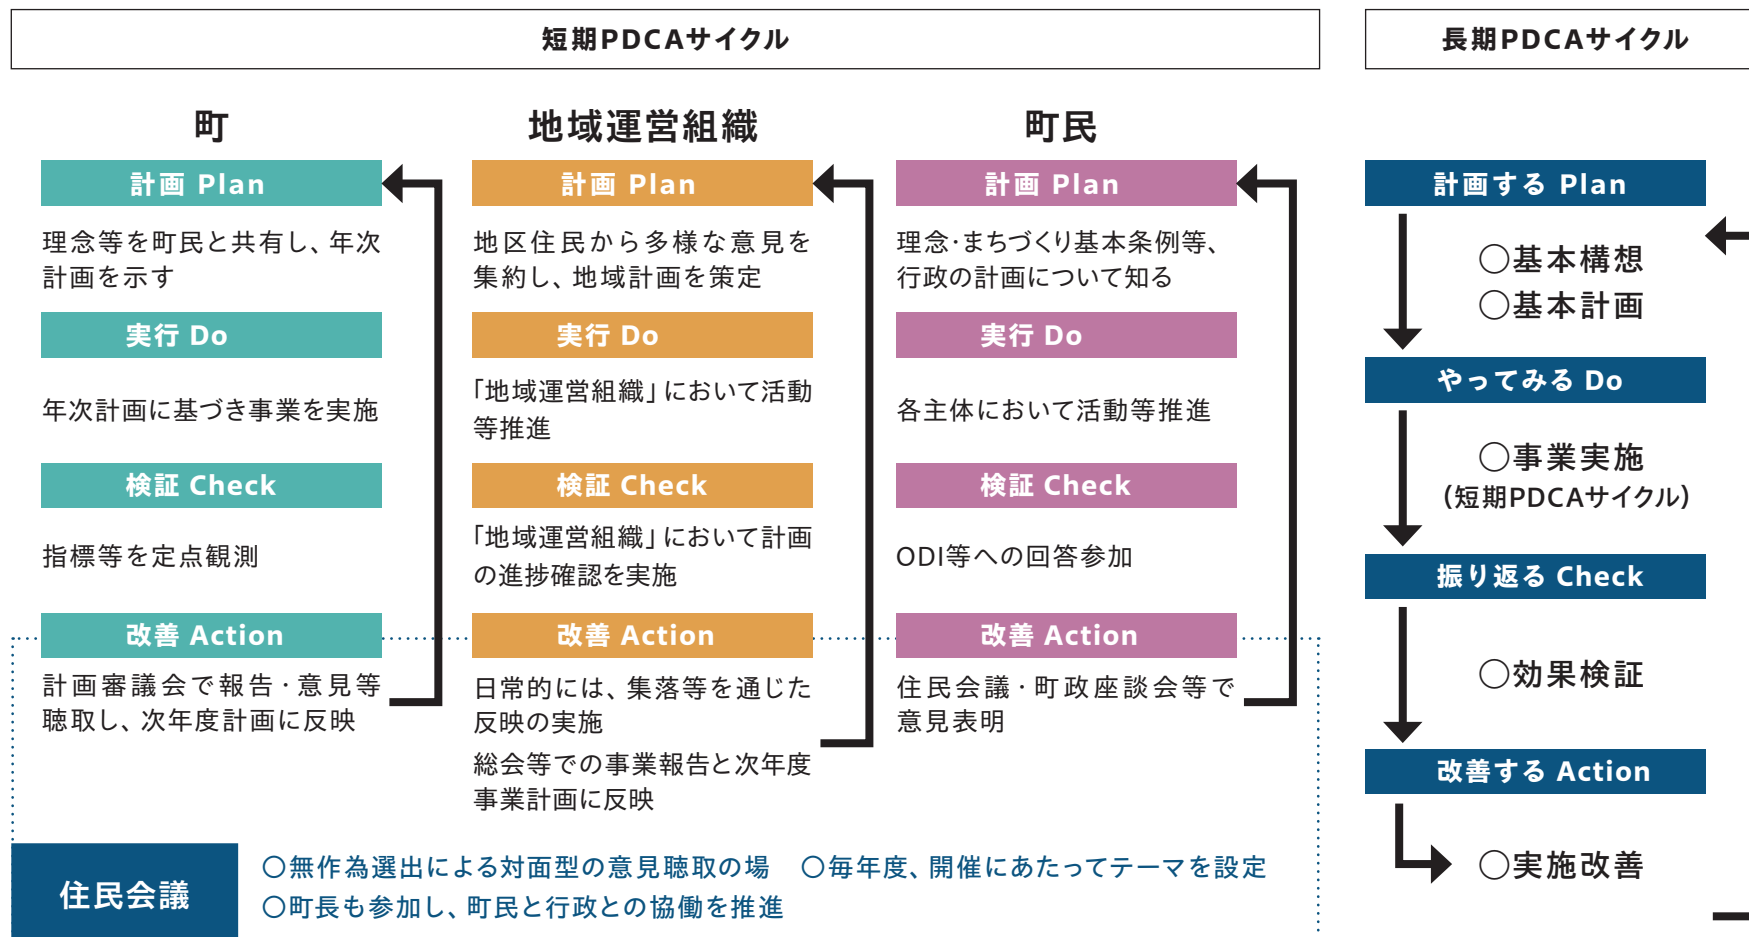 短期PDCAサイクル
町
計画 Plan
理念等を町民と共有し、年次
計画を示す
実行 Do
年次計画に基づき事業を実施
検証 Check
指標等を定点観測
改善 Action
計画審議会で報告・意見等
聴取し、次年度計画に反映
地域運営組織
計画 Plan
地区住民から多様な意見を
集約し、地域計画を策定
実行 Do
「地域運営組織」において活動
等推進
検証 Check
「地域運営組織」において計画
の進捗確認を実施
改善 Action
日常的には、集落等を通じた
反映の実施
総会等での事業報告と次年度
事業計画に反映
町民
計画 Plan
理念・まちづくり基本条例等、
行政の計画について知る
実行 Do
各主体において活動等推進
検証 Check
ODI等への回答参加
改善 Action
住民会議・町政座談会等で
意見表明
住民会議
○無作為選出による対面型の意見聴取の場 ○毎年度、開催にあたってテーマを設定
○町長も参加し、町民と行政との協働を推進
長期PDCAサイクル
計画する Plan
○基本構想
○基本計画
やってみる Do
○事業実施
(短期PDCAサイクル)
振り返る Check
○効果検証
改善する Action
○実施改善